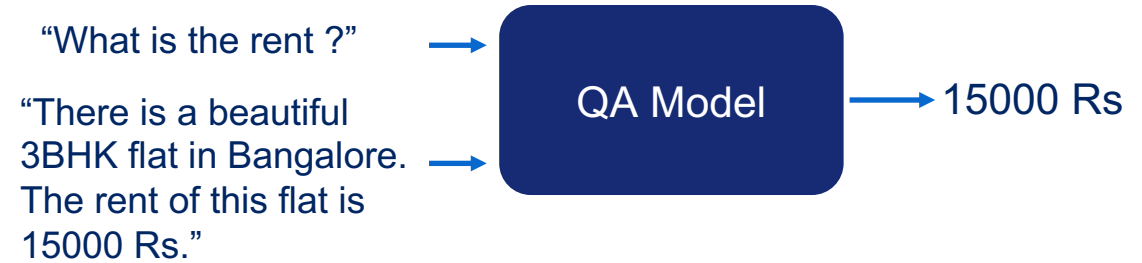 “What is the rent ?”
“There is a beautiful
3BHK flat in Bangalore.
The rent of this flat is
15000 Rs.”
QA Model
15000 Rs